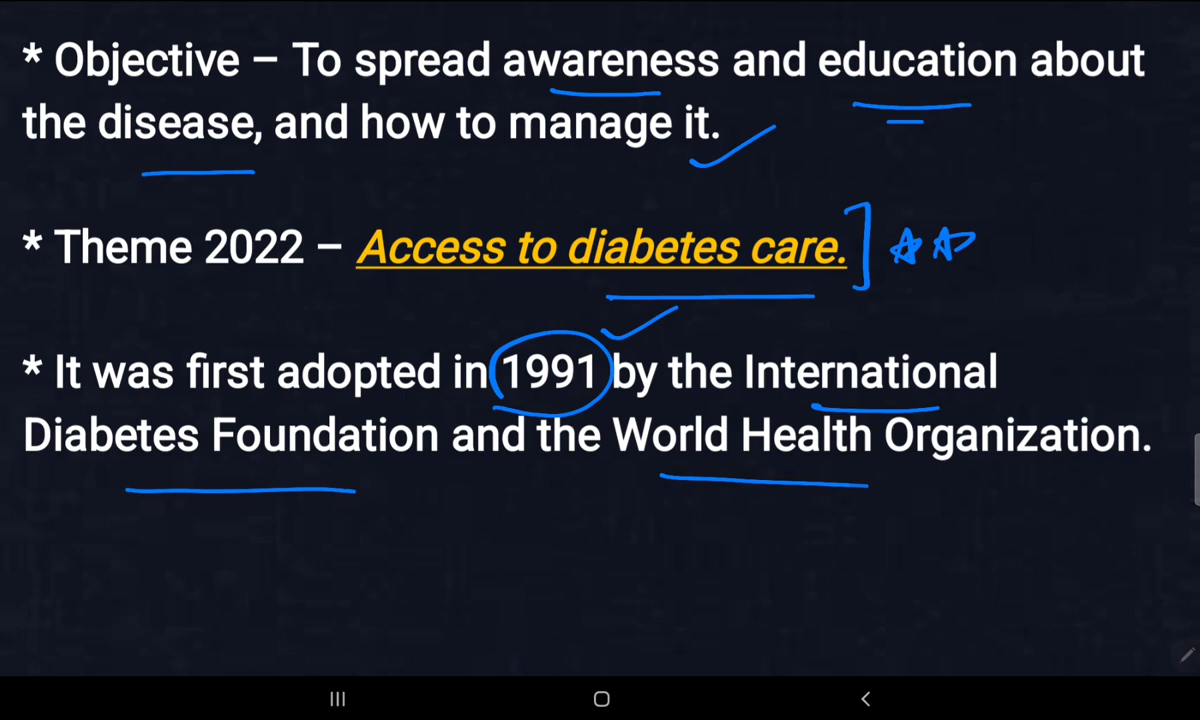 * Objective – To spread awareness and education about
the disease, and how to manage it.
* Theme 2022 – Access to diabetes care.
* It was first adopted in 1991 by the International
Diabetes Foundation and the World Health Organization.